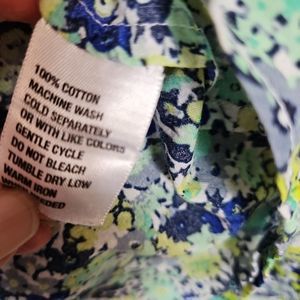 100% COTTON
MACHINE WASH
COLD SEPARATELY
OR WITH LIKE COLORS
GENTLE CYCLE
DO NOT BLEACH
TUMBLE DRY LOW
WARM IRON
NEEDED